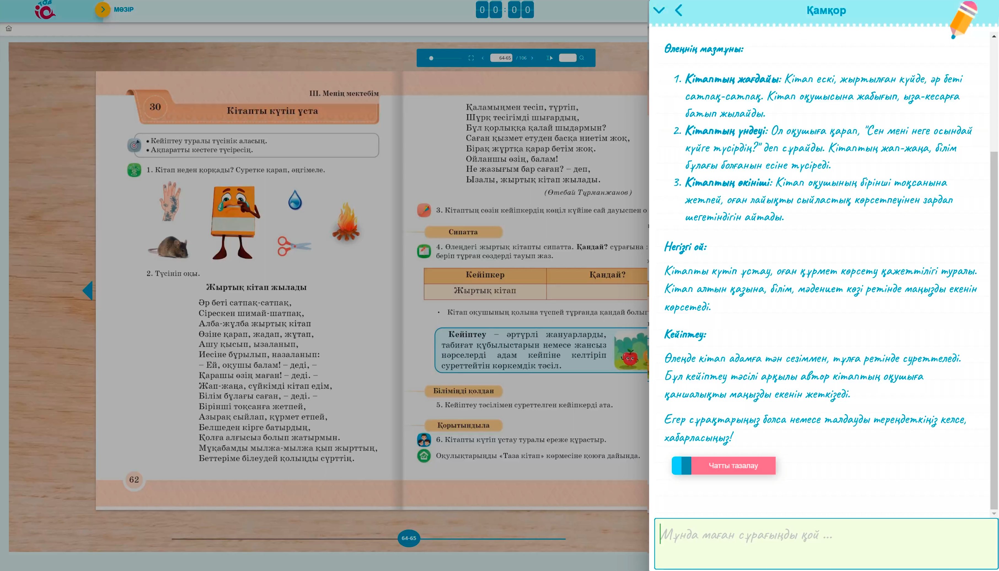 ТОР
МӘЗІР
00:00
64-65 / 106
III. Менің мектебім
30
Кітапты күтіп ұста
• Кейіптеу туралы түсінік аласың.
• Ақпаратты кестеге түсіресің.
1. Кітап неден қорқады? Суретке қарап, әңгімеле.
2. Түсініп оқы.
Жыртық кітап жылады
Әр беті сатпақ-сатпақ,
Сірескен шимай-шатпақ,
Алба-жұлба жыртық кітап
Өзіне қарап, жадап, жұтап,
Ашу қысып, ызаланып,
Иесіне бұрылып, назаланып:
– Ей, оқушы балам! – деді, –
Қарашы өзің маған! – деді. –
Жап-жаңа, сүйкімді кітап едім,
Білім бұлағы саған, – деді. –
Бірінші тоқсанға жетпей,
Азырақ сыйлап, құрмет етпей,
Белшеден кірге батырдың,
Қолға алғысыз болып жатырмын.
Мұқабамды мылжа-мылжа қып жырттың,
Беттеріме білеудей қолыңды сүрттің.
62
Қаламыңмен тесіп, түртіп,
Шұрқ тесігімді шығардың,
Бұл қорлыққа қалай шыдармын?
Саған қызмет етуден басқа ниетім жоқ,
Бірақ жұртқа қарар бетім жоқ.
Ойланшы өзің, балам!
Не жазығым бар саған? – деп,
Ызалы, жыртық кітап жылады.
(Өтебай Тұрманжанов)
3. Кітаптың сөзін кейіпкердің көңіл күйіне сай дауыспен о
Сипатта
4. Өлеңдегі жыртық кітапты сипатта. Қандай? сұрағына
беріп тұрған сөздерді тауып жаз.
Кейіпкер Қандай?
Жыртық кітап
• Кітап оқушының қолына түспей тұрғанда қандай болып
Кейіптеу – әртүрлі жануарларды,
табиғат құбылыстарын немесе жансыз
нәрселерді адам кейпіне келтіріп
суреттейтін көркемдік тәсіл.
Біліміңді қолдан
5. Кейіптеу тәсілімен суреттелген кейіпкерді ата.
Қорытындыла
6. Кітапты күтіп ұстау туралы ереже құрастыр.
Оқулықтарыңды «Таза кітап» көрмесіне қоюға дайында.
64-65
Қамқор
Өлеңнің мазмұны:
1. Кітаптың жағдайы: Кітап ескі, жыртылған күйде, әр беті
сатпақ-сатпақ. Кітап оқушысына жабығып, ыза-кесарға
батып жылайды.
2. Кітаптың үндеуі: Ол оқушыға қарап, "Сен мені неге осындай
күйге түсірдің?" деп сұрайды. Кітаптың жап-жаңа, білім
бұлағы болғанын есіне түсіреді.
3. Кітаптың өкініші: Кітап оқушының бірінші тоқсанына
жетпей, оған лайықты сыйластық көрсетпеуінен зардап
шегетіндігін айтады.
Негізгі ой:
Кітапты күтіп ұстау, оған құрмет көрсету қажеттілігі туралы.
Кітап алтын қазына, білім, мәдениет көзі ретінде маңызды екенін
көрсетеді.
Кейіптеу:
Өлеңде кітап адамға тән сезіммен, тұлға ретінде суреттеледі.
Бұл кейіптеу тәсілі арқылы автор кітаптың оқушыға
қаншалықты маңызды екенін жеткізеді.
Егер сұрақтарыңыз болса немесе талдауды тереңдеткіңіз келсе,
хабарласыңыз!
Чатты тазалау
Мұнда маған сұрағыңды қой ...